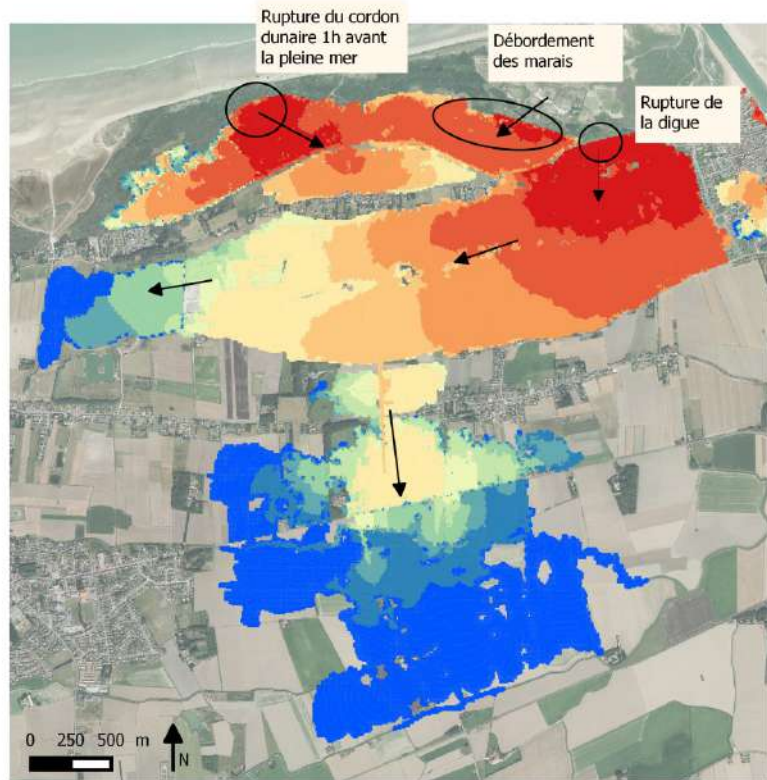 Rupture du cordon
dunaire 1h avant
la pleine mer
Débordement
des marais
Rupture de
la digue
0 250 500 m
N